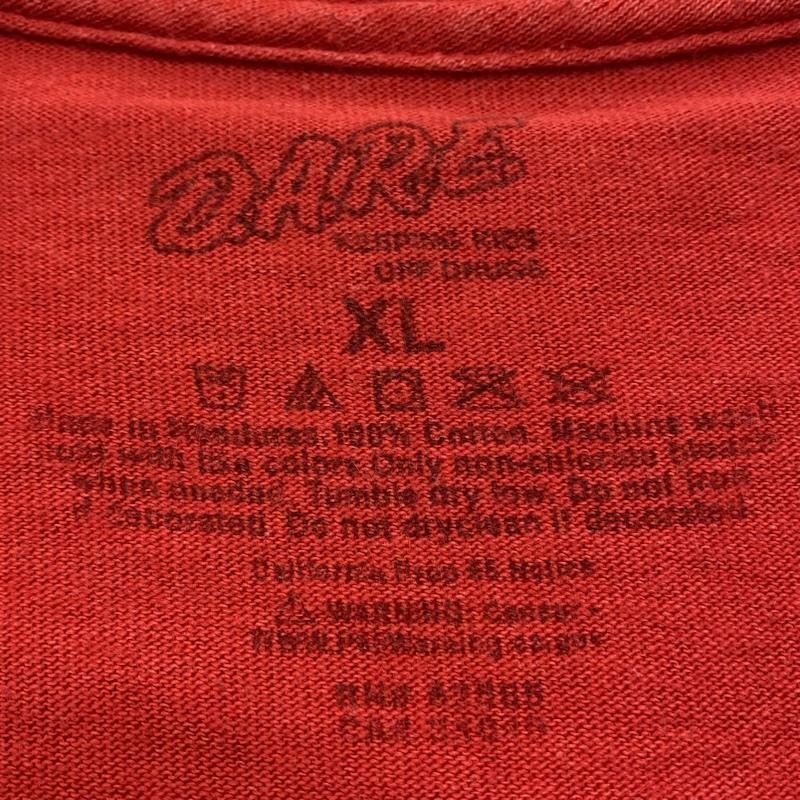 D.A.R.E
KEEPING KIDS
OFF DRUGS
XL
Made in Honduras. 100% Cotton. Machine wash
with like colors. Only non-chlorine bleach
when needed. Tumble dry low. Do not iron
if decorated. Do not dryclean if decorated.
California Prop 65 Notice
WARNING: Cancer -
RN#
CA#